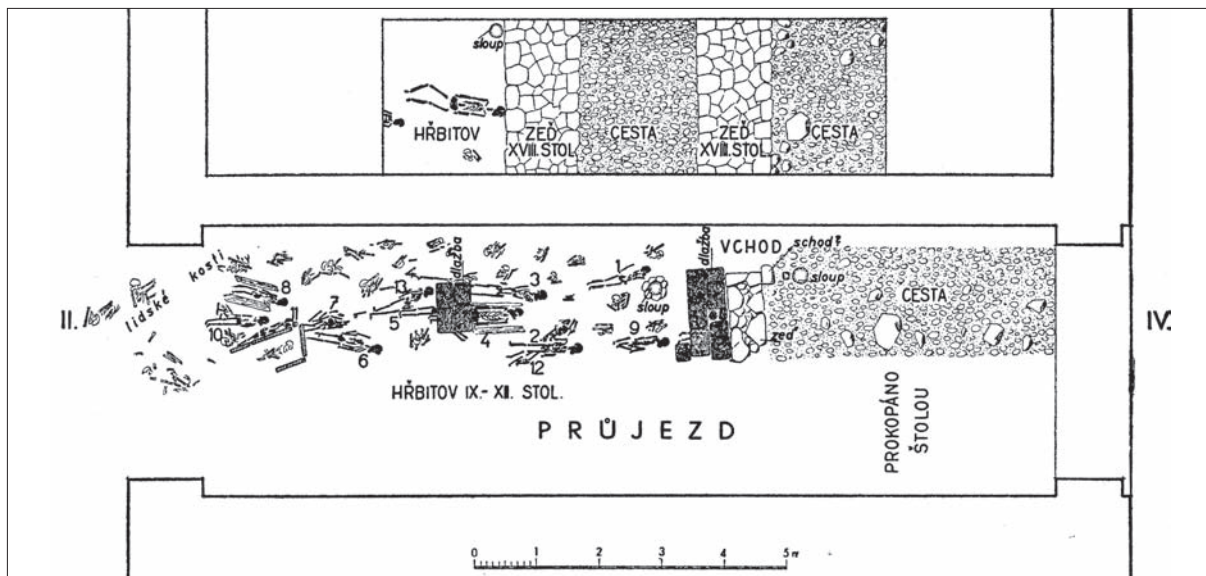 sloup
HŘBITOV
ZEĎ
XVIII. STOL
CESTA
ZEĎ
XVIII. STOL
CESTA
II.
lidské kosti
8
10
11
7
6
13
5
dlažba
3
4
2
12
1
sloup
9
dlažba
VCHOD
schod?
sloup
zeď
CESTA
IV.
HŘBITOV IX.-XII. STOL.
PRŮJEZD
PROKOPÁNO
ŠTOLOU
0 1 2 3 4 5 m